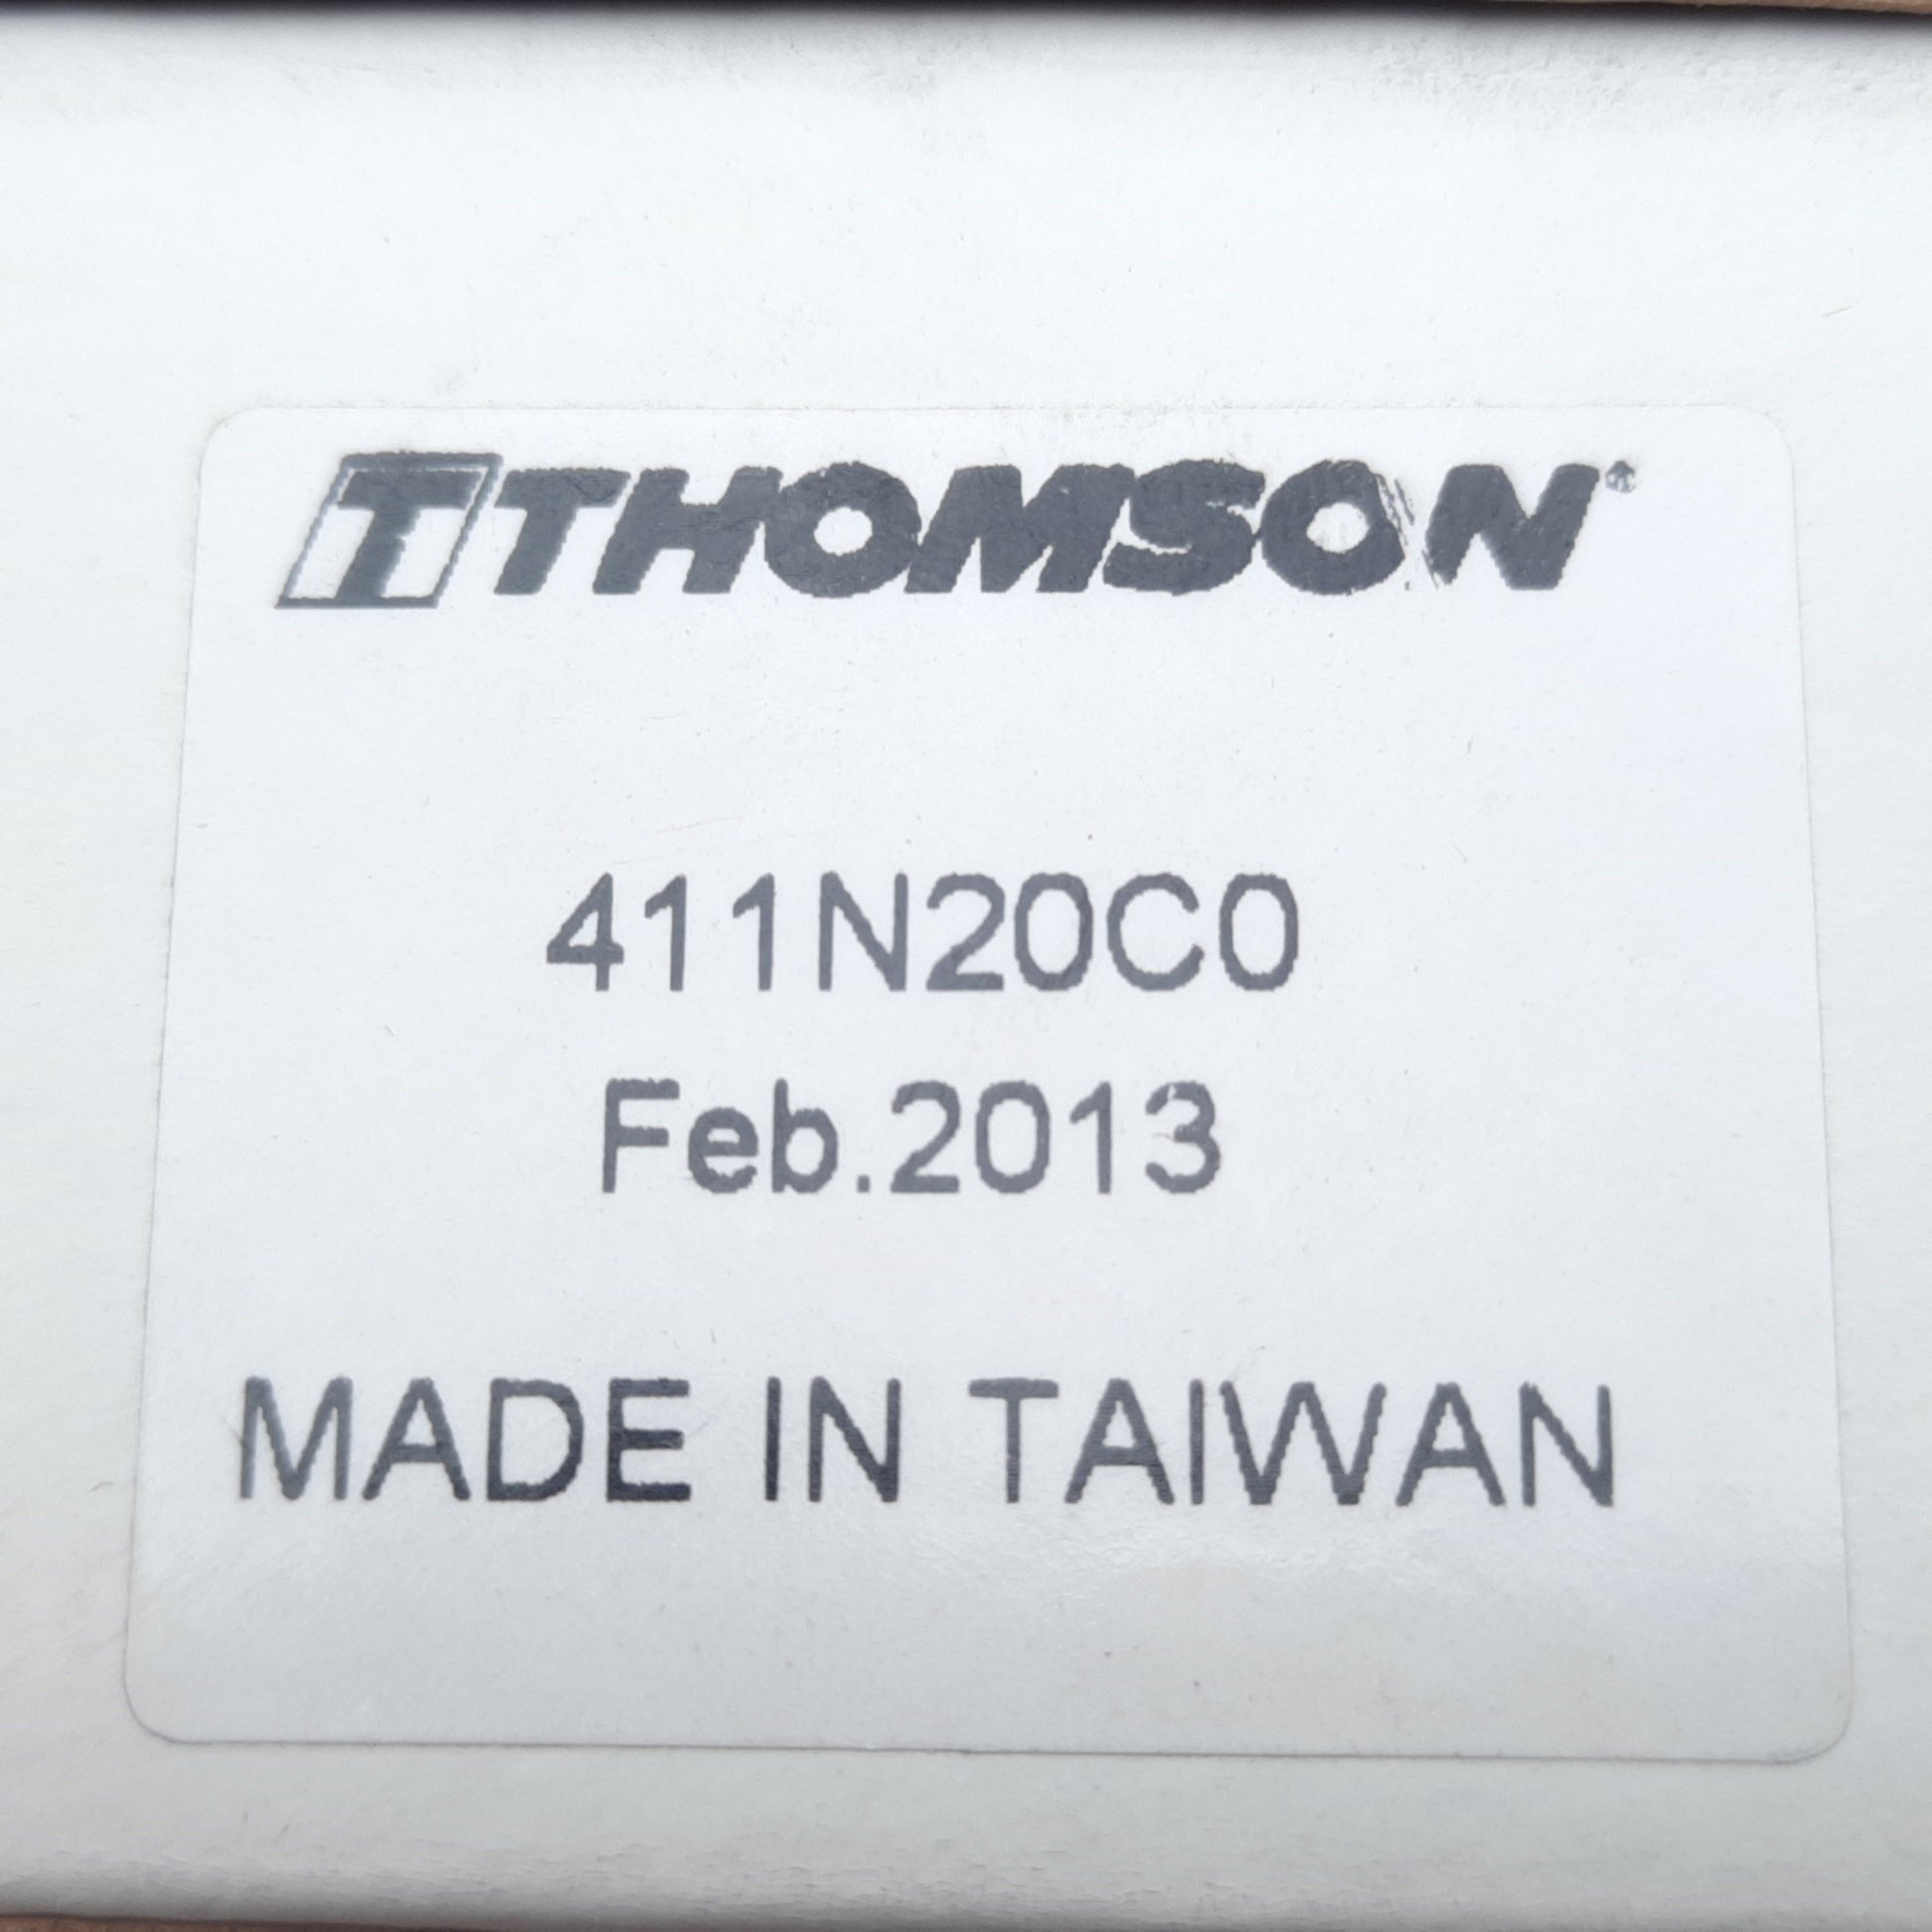 T THOMSON®
411N20C0
Feb.2013
MADE IN TAIWAN